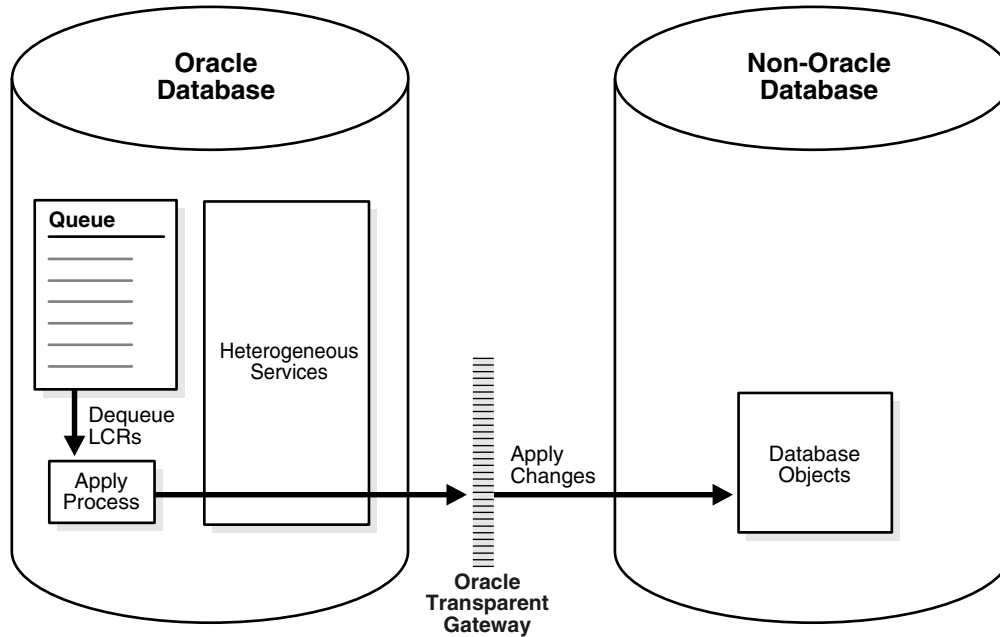 Oracle
Database
Non-Oracle
Database
Queue
Heterogeneous
Services
Dequeue
LCRs
Apply
Process
Apply
Changes
Database
Objects
Oracle
Transparent
Gateway